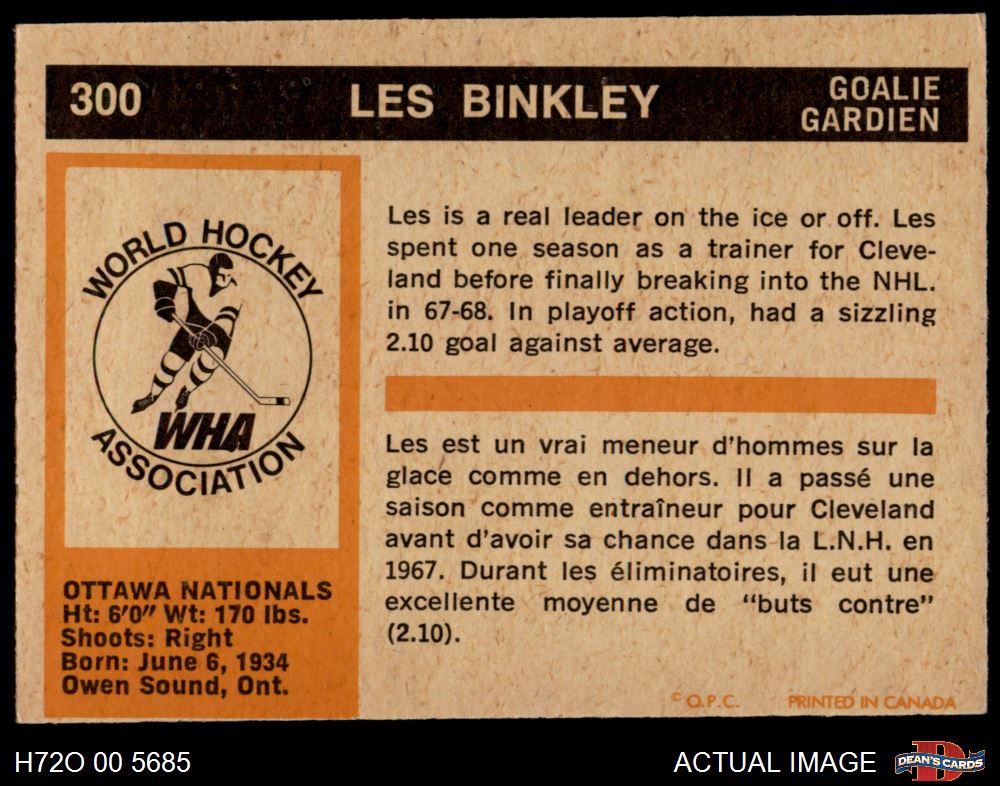 300
LES BINKLEY
GOALIE
GARDIEN
WORLD HOCKEY
WHA
ASSOCIATION
OTTAWA NATIONALS
Ht: 6'0" Wt: 170 lbs.
Shoots: Right
Born: June 6, 1934
Owen Sound, Ont.
Les is a real leader on the ice or off. Les
spent one season as a trainer for Cleve-
land before finally breaking into the NHL.
in 67-68. In playoff action, had a sizzling
2.10 goal against average.
Les est un vrai meneur d'hommes sur la
glace comme en dehors. Il a passé une
saison comme entraîneur pour Cleveland
avant d'avoir sa chance dans la L.N.H. en
1967. Durant les éliminatoires, il eut une
excellente moyenne de "buts contre"
(2.10).
© O.P.C. PRINTED IN CANADA
H72O 00 5685
ACTUAL IMAGE
D
DEAN'S CARDS